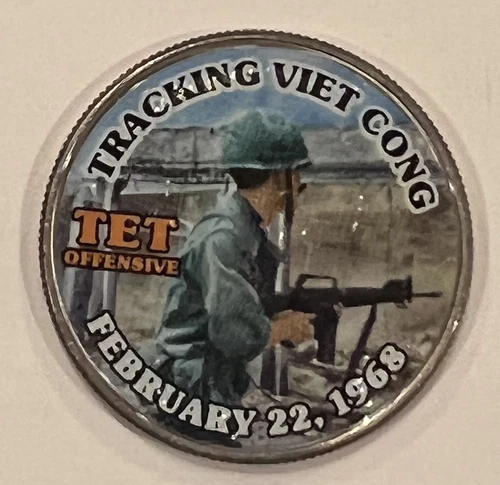 TRACKING VIET CONG
TET
OFFENSIVE
FEBRUARY 22, 1968